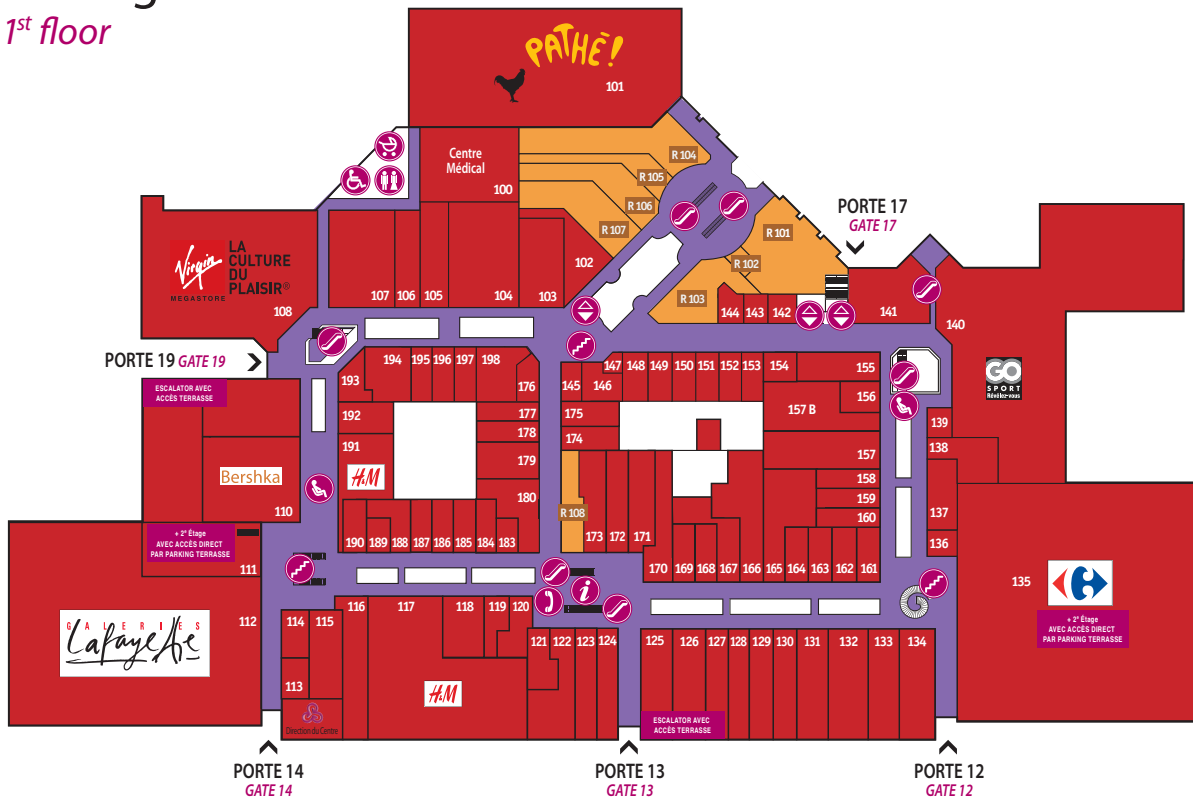 1st floor
PATHÉ!
101
Centre
Médical
100
R 104
R 105
R 106
R 107
R 101
R 102
R 103
PORTE 17
GATE 17
Virgin
MEGASTORE
LA
CULTURE
DU
PLAISIR®
108
107
106
105
104
103
102
144
143
142
141
140
PORTE 19 GATE 19
ESCALATOR AVEC
ACCÈS TERRASSE
194
195
196
197
198
176
193
192
191
H&M
177
178
179
180
190
189
188
187
186
185
184
183
145
146
147
148
149
150
151
152
153
154
155
156
157 B
157
158
159
160
175
174
R 108
173
172
171
170
169
168
167
166
165
164
163
162
161
GO
SPORT
Révélez-vous
139
138
137
136
Bershka
110
+ 2e Étage
AVEC ACCÈS DIRECT
PAR PARKING TERRASSE
111
GALERIES
Lafayette
112
114
115
113
Direction du Centre
116
117
118
119
120
H&M
121
122
123
124
i
125
126
127
128
129
130
131
132
133
134
ESCALATOR AVEC
ACCÈS TERRASSE
135
+ 2e Étage
AVEC ACCÈS DIRECT
PAR PARKING TERRASSE
PORTE 14
GATE 14
PORTE 13
GATE 13
PORTE 12
GATE 12